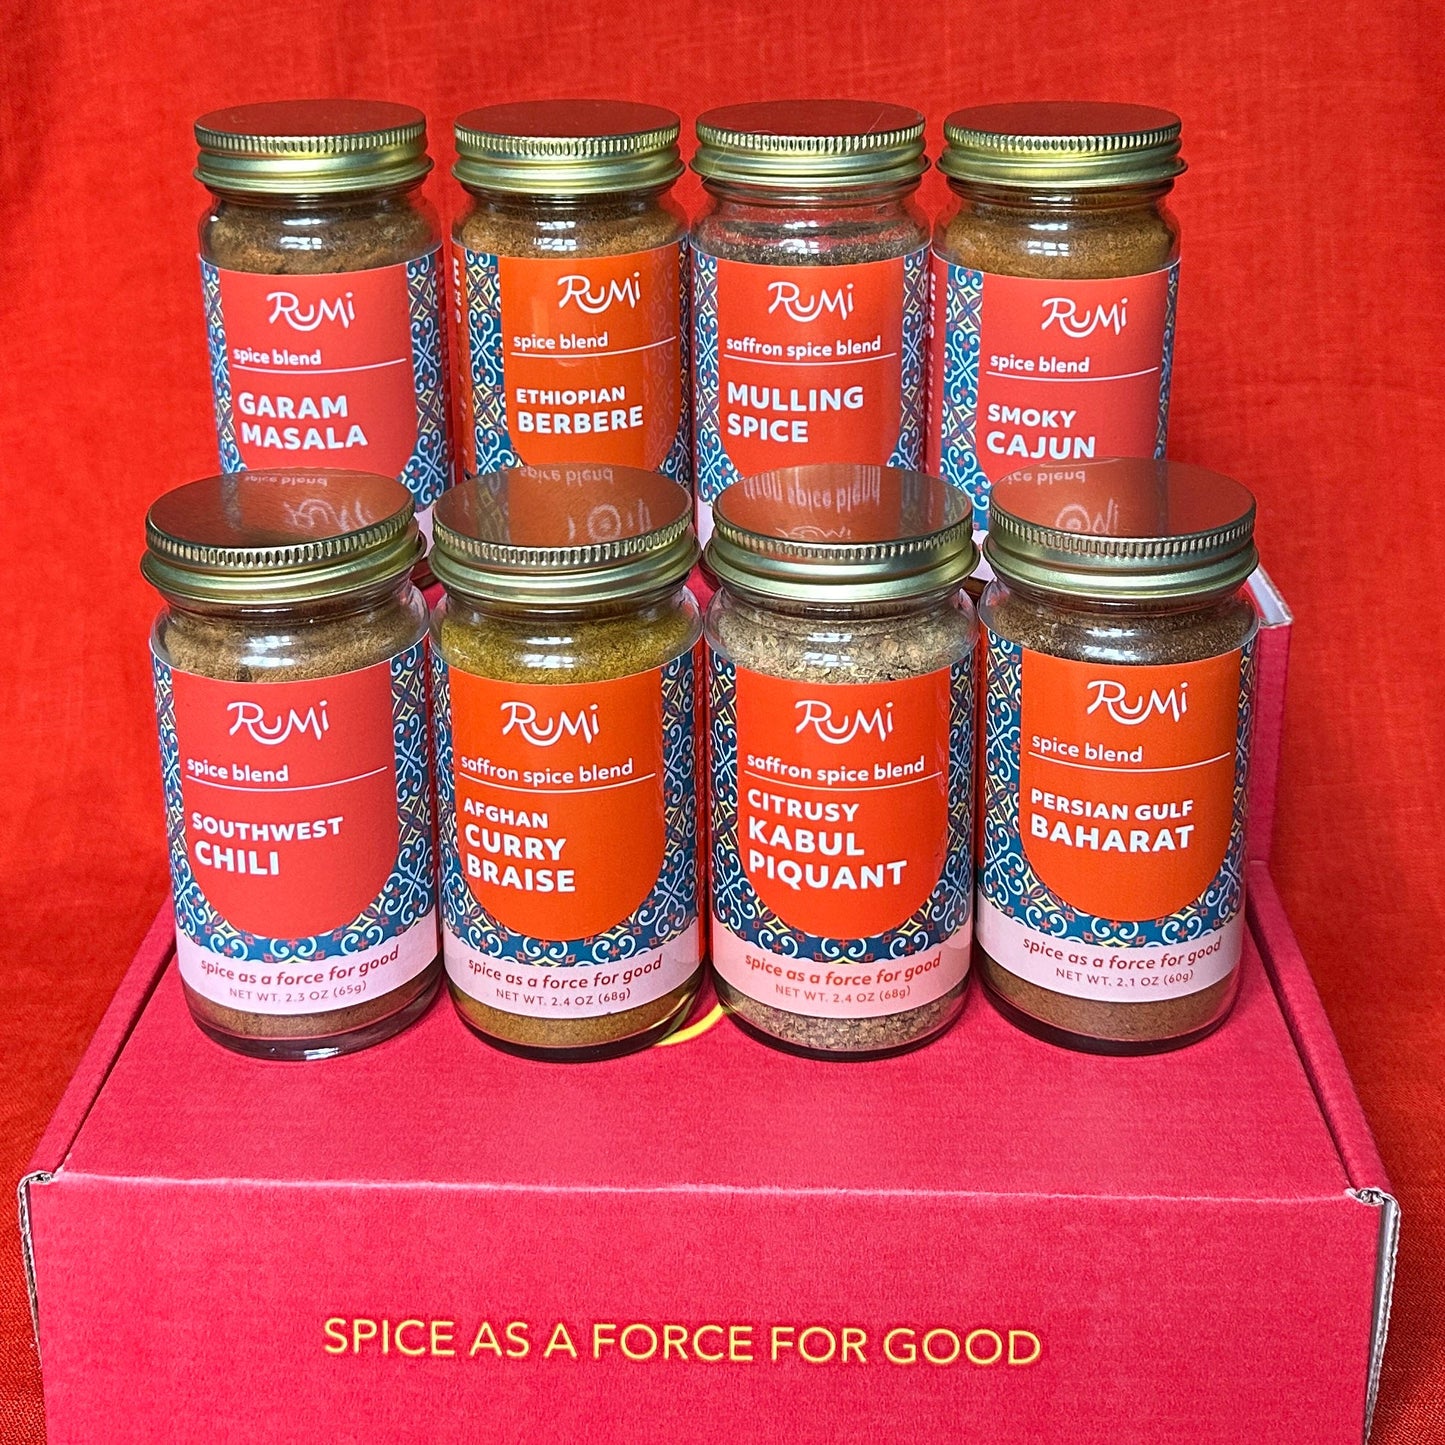 RuMi
spice blend
GARAM
MASALA
RuMi
spice blend
ETHIOPIAN
BERBERE
RuMi
saffron spice blend
MULLING
SPICE
RuMi
spice blend
SMOKY
CAJUN
RuMi
spice blend
SOUTHWEST
CHILI
spice as a force for good
NET WT. 2.3 OZ (65g)
RuMi
saffron spice blend
AFGHAN
CURRY
BRAISE
spice as a force for good
NET WT. 2.4 OZ (68g)
RuMi
saffron spice blend
CITRUSY
KABUL
PIQUANT
spice as a force for good
NET WT. 2.4 OZ (68g)
RuMi
spice blend
PERSIAN GULF
BAHARAT
spice as a force for good
NET WT. 2.1 OZ (60g)
SPICE AS A FORCE FOR GOOD